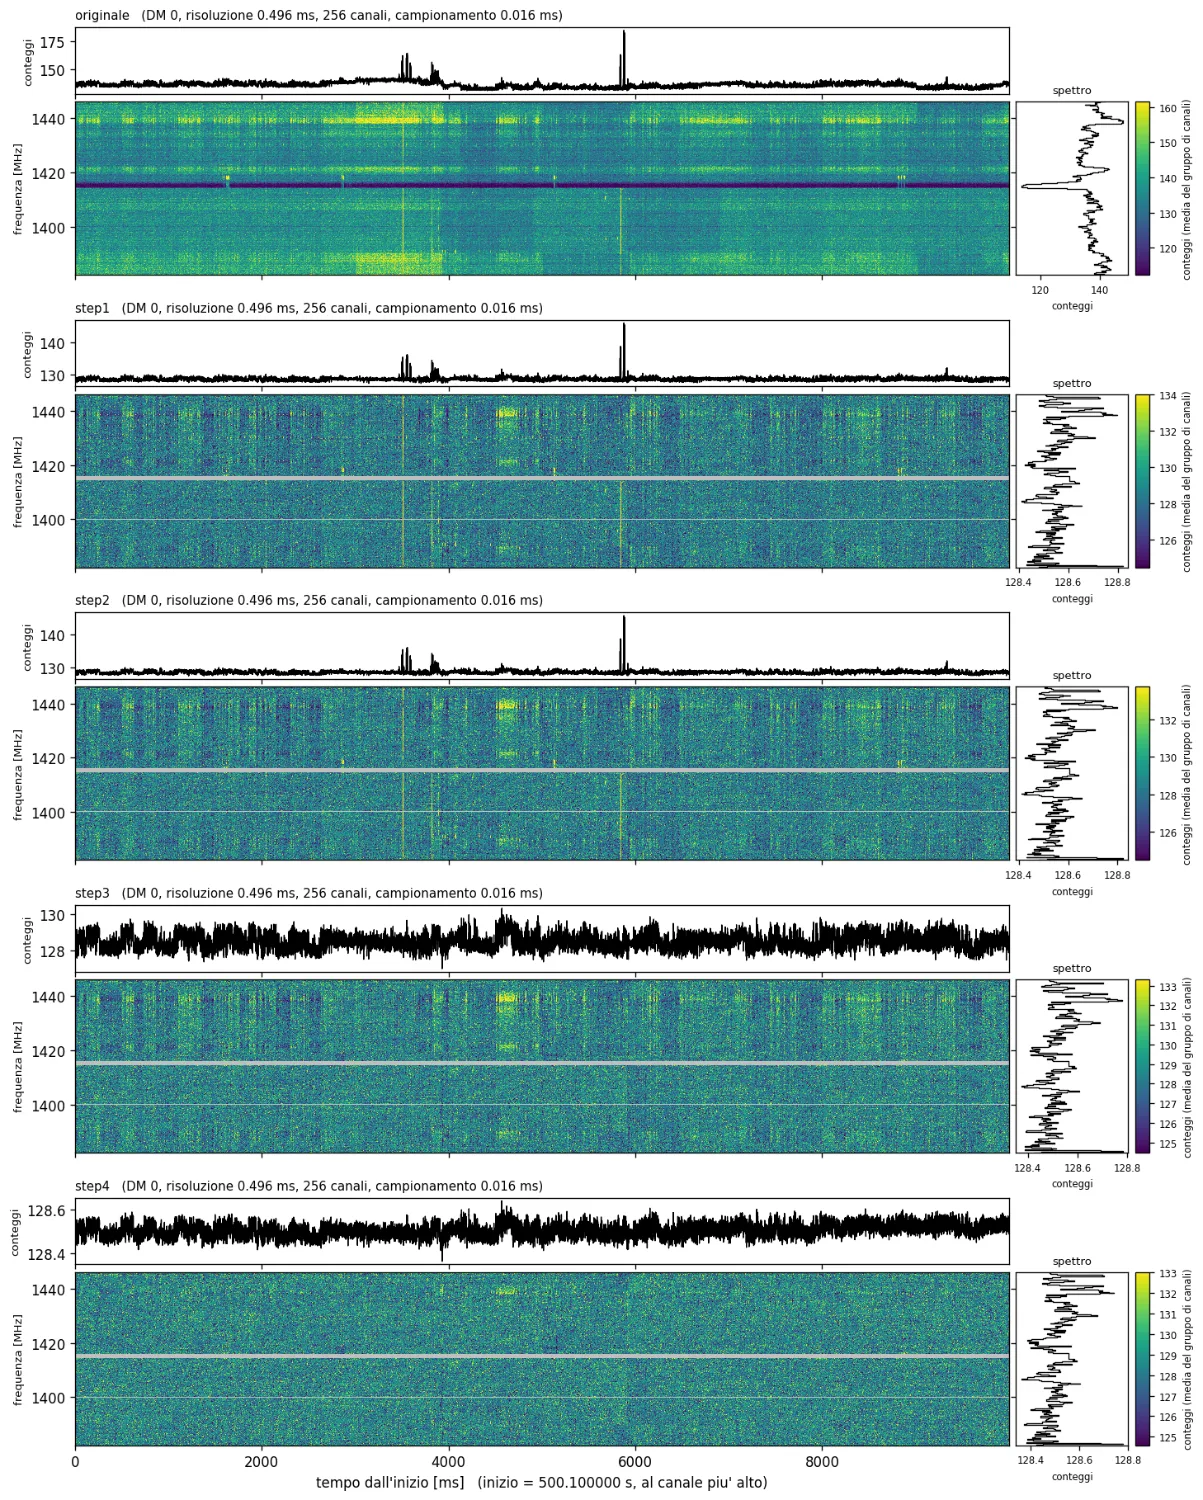 originale   (DM 0, risoluzione 0.496 ms, 256 canali, campionamento 0.016 ms)
175
150
conteggi
spettro
1440
1420
1400
frequenza [MHz]
120
140
conteggi
160
150
140
130
120
conteggi (media del gruppo di canali)
step1   (DM 0, risoluzione 0.496 ms, 256 canali, campionamento 0.016 ms)
140
130
conteggi
spettro
1440
1420
1400
frequenza [MHz]
128.4
128.6
128.8
conteggi
134
132
130
128
126
conteggi (media del gruppo di canali)
step2   (DM 0, risoluzione 0.496 ms, 256 canali, campionamento 0.016 ms)
140
130
conteggi
spettro
1440
1420
1400
frequenza [MHz]
128.4
128.6
128.8
conteggi
132
130
128
126
conteggi (media del gruppo di canali)
step3   (DM 0, risoluzione 0.496 ms, 256 canali, campionamento 0.016 ms)
130
128
conteggi
spettro
1440
1420
1400
frequenza [MHz]
128.4
128.6
128.8
conteggi
133
132
131
130
129
128
127
126
125
conteggi (media del gruppo di canali)
step4   (DM 0, risoluzione 0.496 ms, 256 canali, campionamento 0.016 ms)
128.6
128.4
conteggi
spettro
1440
1420
1400
frequenza [MHz]
128.4
128.6
128.8
conteggi
133
132
131
130
129
128
127
126
125
conteggi (media del gruppo di canali)
0
2000
4000
6000
8000
tempo dall'inizio [ms]   (inizio = 500.100000 s, al canale piu' alto)